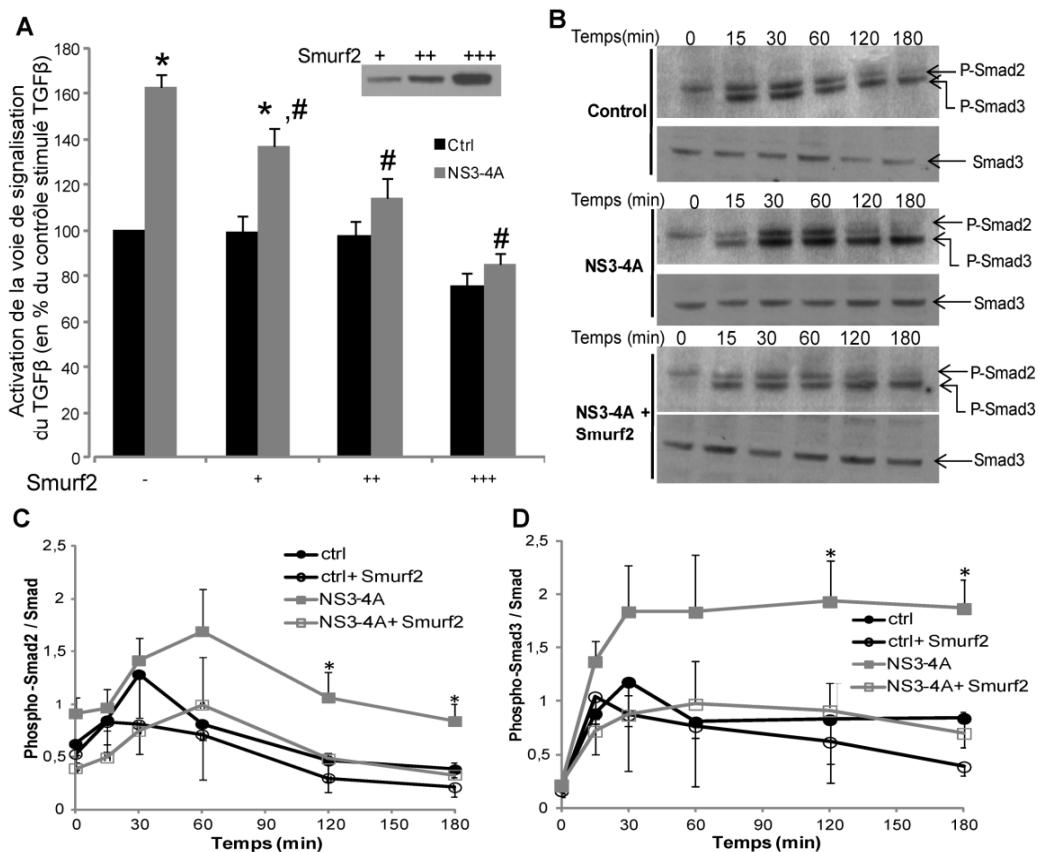 A
Activation de la voie de signalisation
du TGFβ (en % du contrôle stimulé TGFβ)
180
160
140
120
100
80
60
40
20
0
*
*,#
#
#
Smurf2 + ++ +++
Ctrl
NS3-4A
Smurf2 - + ++ +++
B
Temps(min) 0 15 30 60 120 180
Control
P-Smad2
P-Smad3
Smad3
Temps (min) 0 15 30 60 120 180
NS3-4A
P-Smad2
P-Smad3
Smad3
Temps (min) 0 15 30 60 120 180
NS3-4A +
Smurf2
P-Smad2
P-Smad3
Smad3
C
Phospho-Smad2 / Smad
2,5
2
1,5
1
0,5
0
ctrl
ctrl+ Smurf2
NS3-4A
NS3-4A+ Smurf2
*
*
0 30 60 90 120 150 180
Temps (min)
D
Phospho-Smad3 / Smad
2,5
2
1,5
1
0,5
0
*
*
ctrl
ctrl+ Smurf2
NS3-4A
NS3-4A+ Smurf2
0 30 60 90 120 150 180
Temps (min)